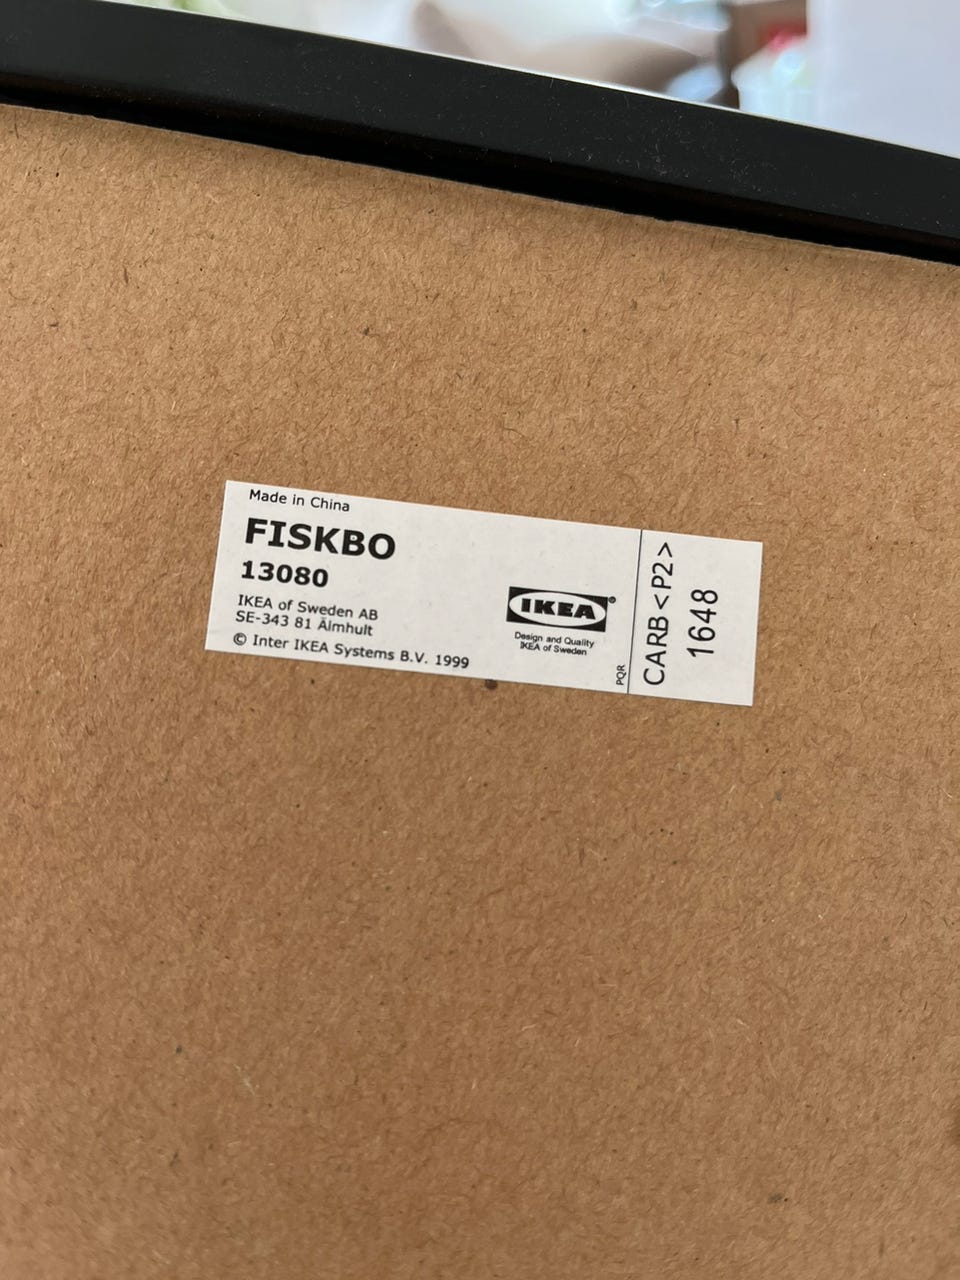 Made in China
FISKBO
13080
IKEA of Sweden AB
SE-343 81 Älmhult
© Inter IKEA Systems B.V. 1999
IKEA®
Design and Quality
IKEA of Sweden
PQR
CARB <P2>
1648